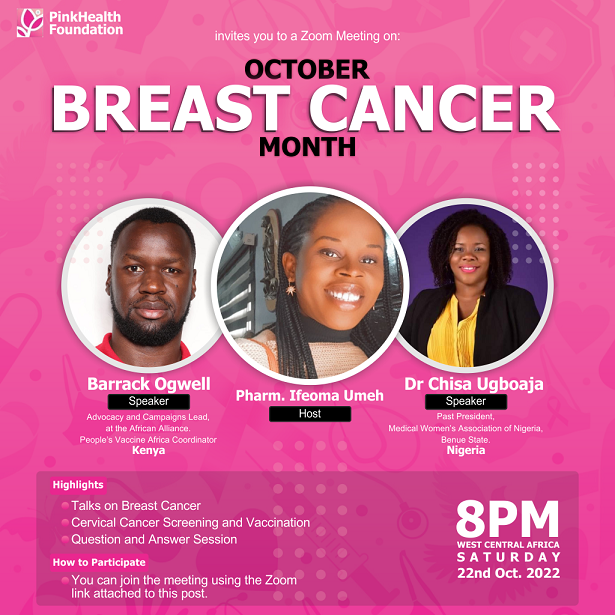 PinkHealth
Foundation
invites you to a Zoom Meeting on:
OCTOBER
BREAST CANCER
MONTH
Barrack Ogwell
Speaker
Advocacy and Campaigns Lead,
at the African Alliance.
People's Vaccine Africa Coordinator
Kenya
Pharm. Ifeoma Umeh
Host
Dr Chisa Ugboaja
Speaker
Past President,
Medical Women's Association of Nigeria,
Benue State.
Nigeria
Highlights
Talks on Breast Cancer
Cervical Cancer Screening and Vaccination
Question and Answer Session
How to Participate
You can join the meeting using the Zoom
link attached to this post.
8PM
WEST CENTRAL AFRICA
SATURDAY
22nd Oct. 2022